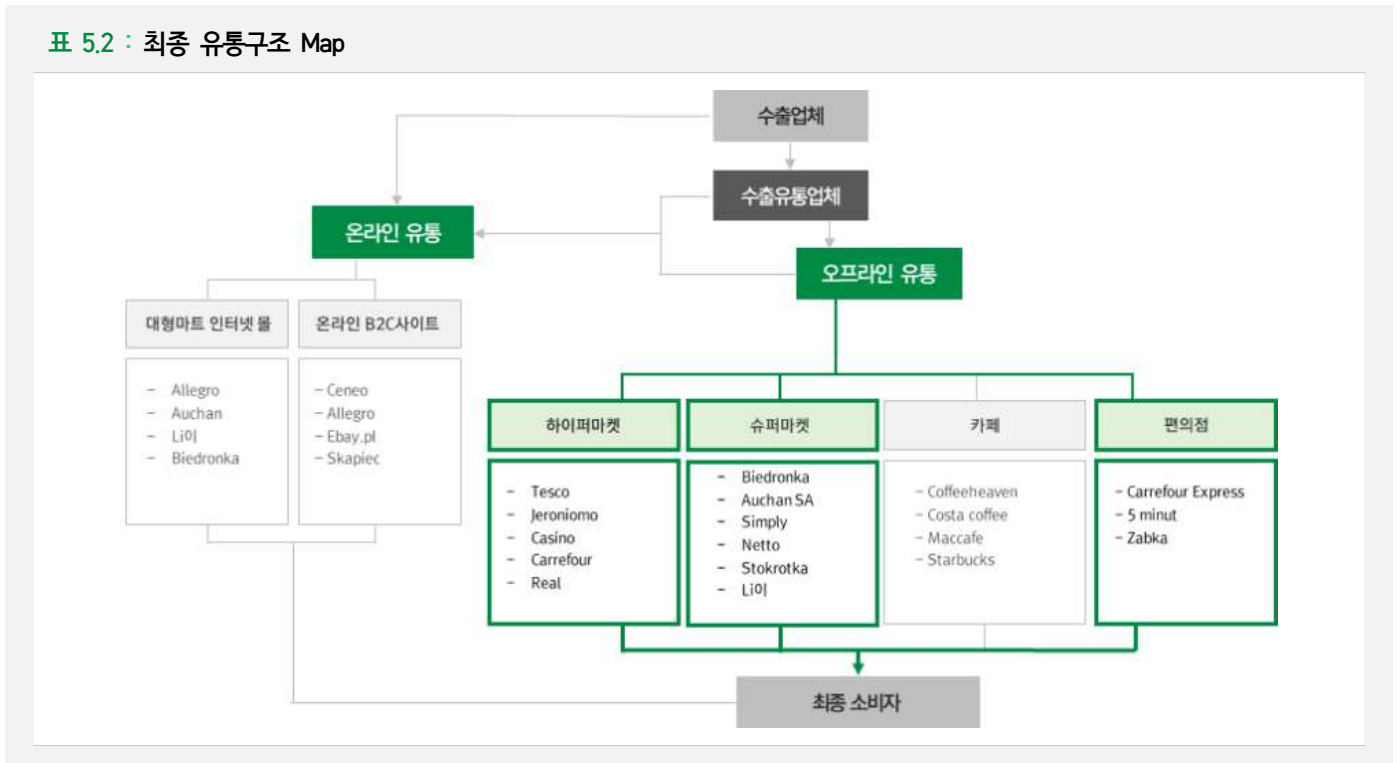 표 5.2 : 최종 유통구조 Map
수출업체
수출유통업체
온라인 유통
오프라인 유통
대형마트 인터넷 몰
온라인 B2C사이트
- Allegro
- Auchan
- Li이
- Biedronka
- Ceneo
- Allegro
- Ebay.pl
- Skapiec
하이퍼마켓
슈퍼마켓
카페
편의점
- Tesco
- Jeroniomo
- Casino
- Carrefour
- Real
- Biedronka
- Auchan SA
- Simply
- Netto
- Stokrotka
- Li이
- Coffeeheaven
- Costa coffee
- Maccafe
- Starbucks
- Carrefour Express
- 5 minut
- Zabka
최종 소비자